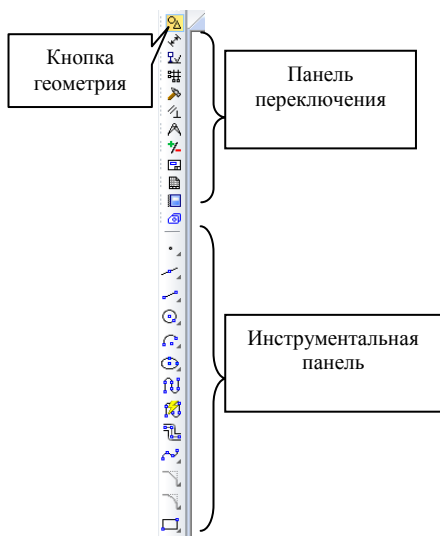 Кнопка
геометрия
Панель
переключения
Инструментальная
панель